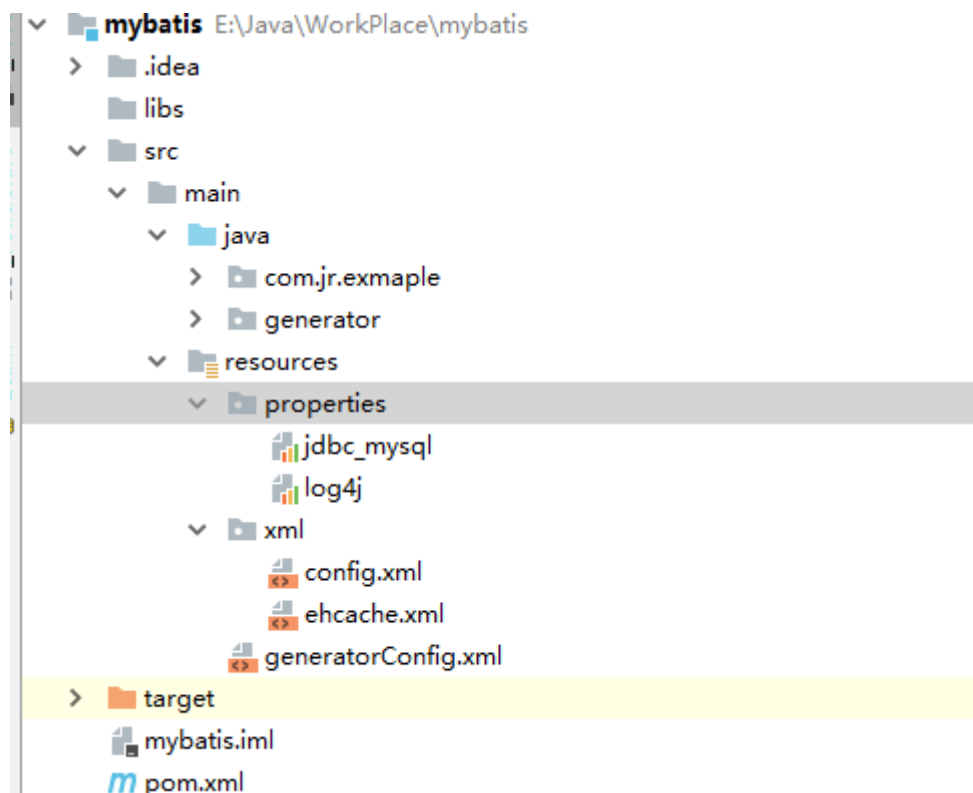 mybatis E:\Java\WorkPlace\mybatis
.idea
libs
src
main
java
com.jr.exmaple
generator
resources
properties
jdbc_mysql
log4j
xml
config.xml
ehcache.xml
generatorConfig.xml
target
mybatis.iml
pom.xml